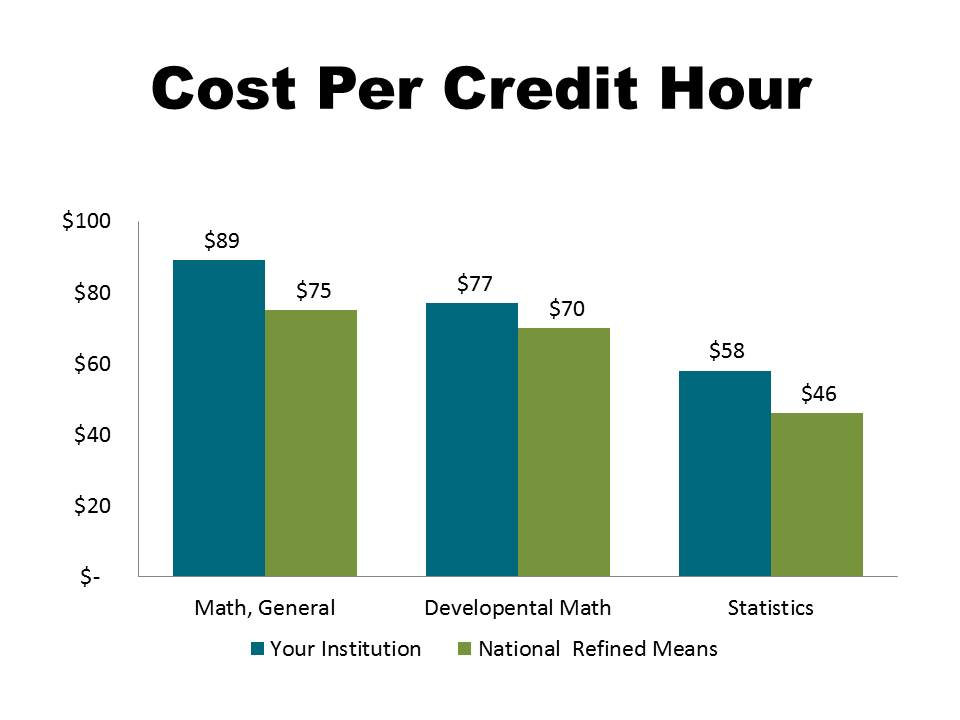 Cost Per Credit Hour
$100
$80
$60
$40
$20
$-
$89
$75
$77
$70
$58
$46
Math, General
Developental Math
Statistics
Your Institution
National  Refined Means